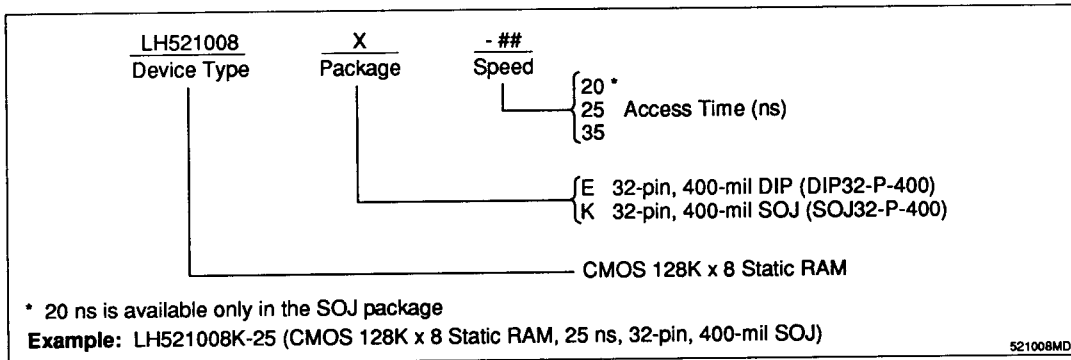 LH521008 X - ##
Device Type Package Speed
20 *
25 Access Time (ns)
35
E 32-pin, 400-mil DIP (DIP32-P-400)
K 32-pin, 400-mil SOJ (SOJ32-P-400)
CMOS 128K x 8 Static RAM
* 20 ns is available only in the SOJ package
Example: LH521008K-25 (CMOS 128K x 8 Static RAM, 25 ns, 32-pin, 400-mil SOJ)
521008MD